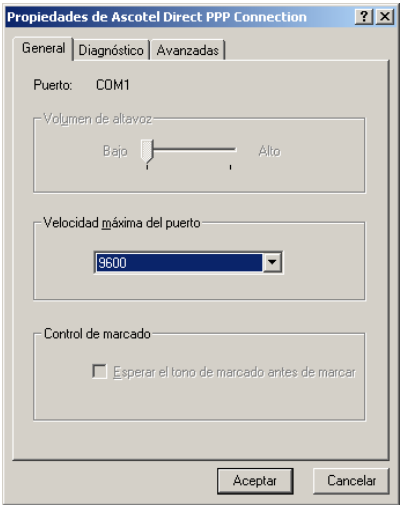 Propiedades de Ascotel Direct PPP Connection
General Diagnóstico Avanzadas
Puerto: COM1
Volumen de altavoz
Bajo Alto
Velocidad máxima del puerto
9600
Control de marcado
Esperar el tono de marcado antes de marcar
Aceptar Cancelar